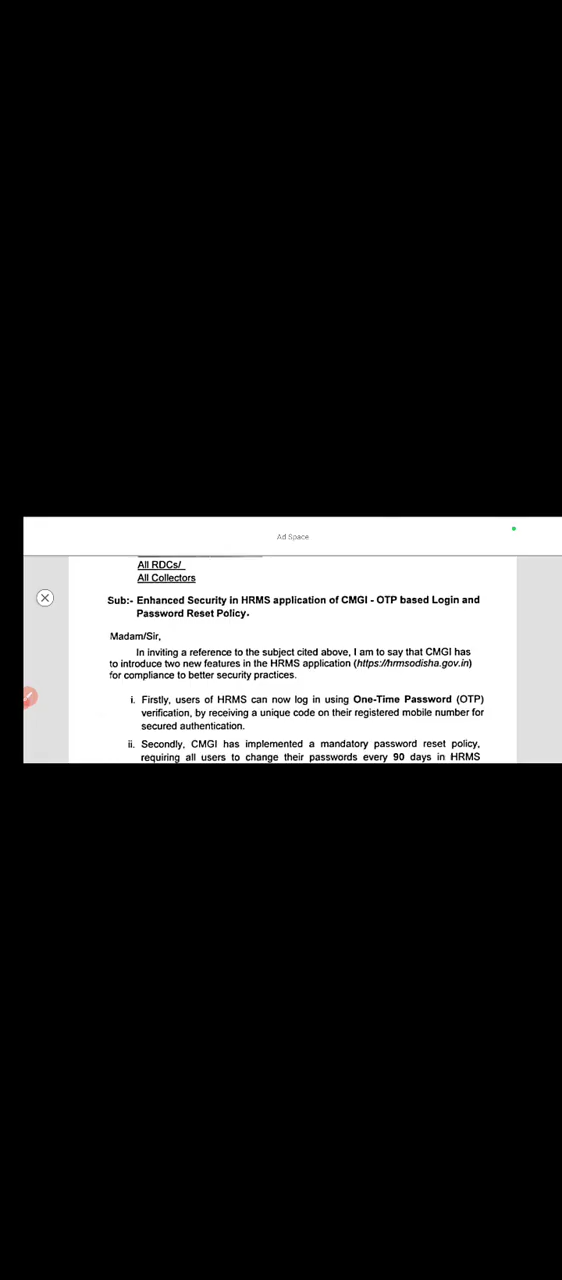 Ad Space
All RDCs/
All Collectors
Sub:- Enhanced Security in HRMS application of CMGI - OTP based Login and
Password Reset Policy.
Madam/Sir,
In inviting a reference to the subject cited above, I am to say that CMGI has
to introduce two new features in the HRMS application (https://hrmsodisha.gov.in)
for compliance to better security practices.
i. Firstly, users of HRMS can now log in using One-Time Password (OTP)
verification, by receiving a unique code on their registered mobile number for
secured authentication.
ii. Secondly, CMGI has implemented a mandatory password reset policy,
requiring all users to change their passwords every 90 days in HRMS